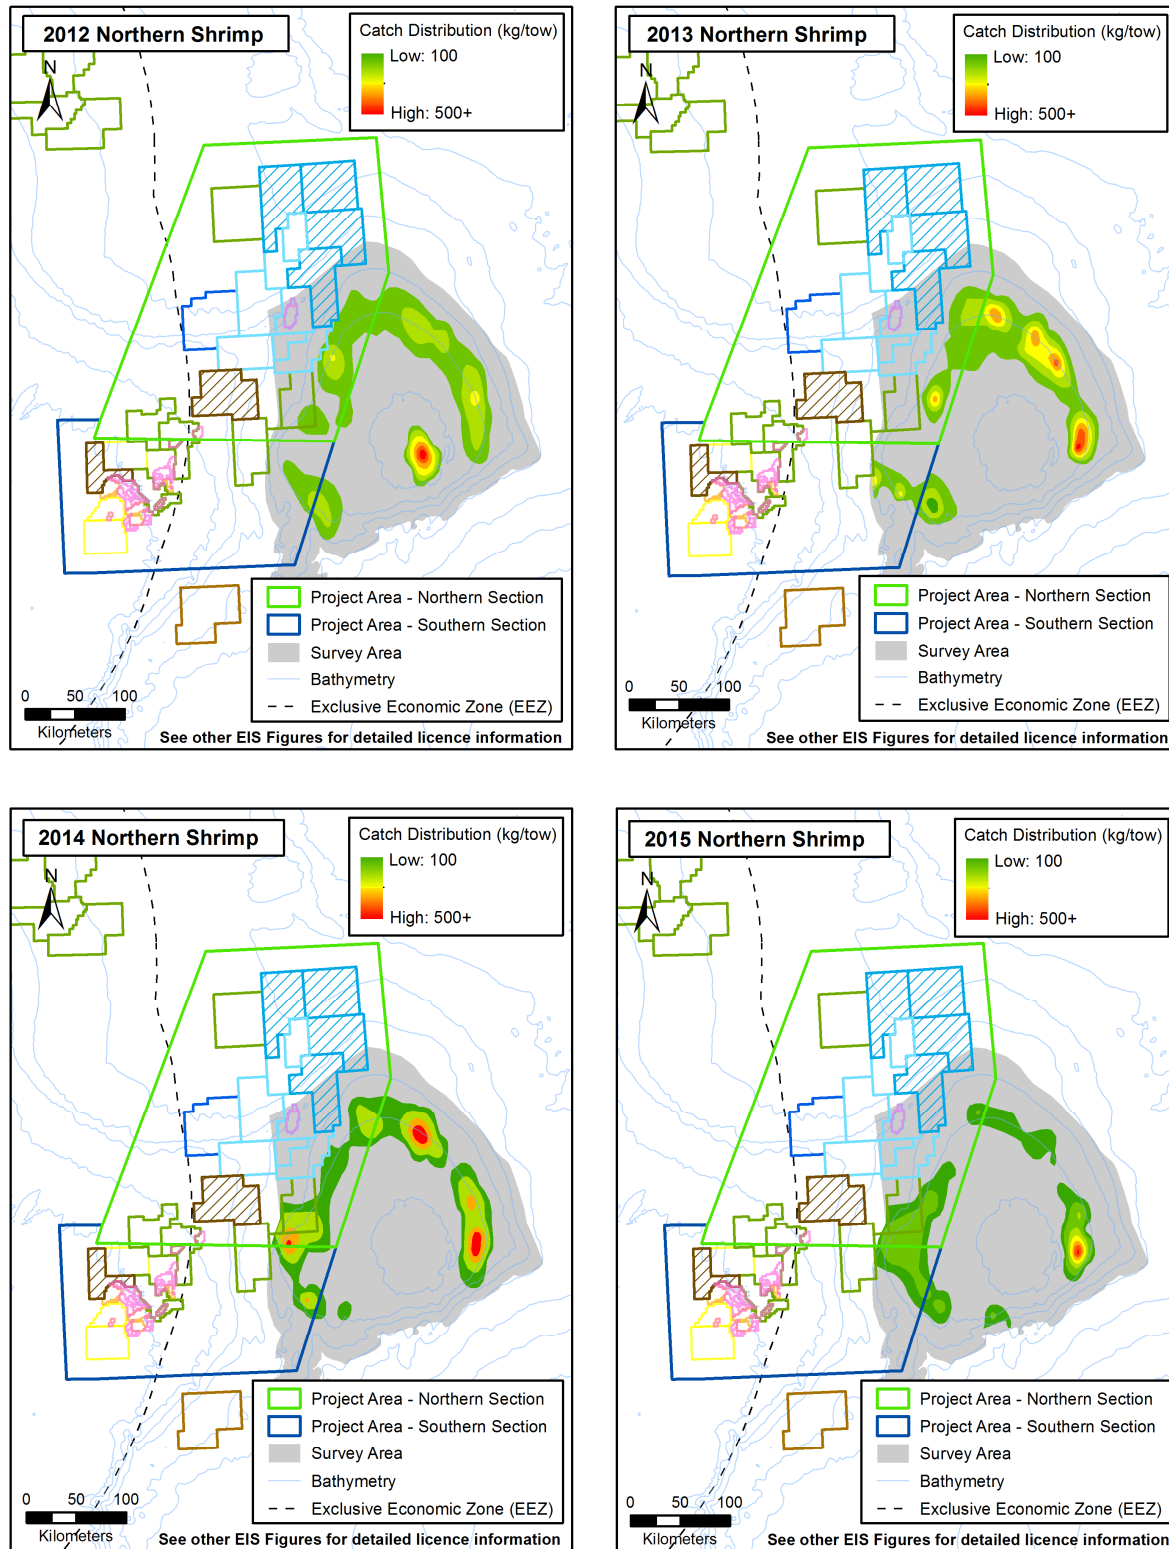 2012 Northern Shrimp
Catch Distribution (kg/tow)
Low: 100
High: 500+
N
Project Area - Northern Section
Project Area - Southern Section
Survey Area
Bathymetry
Exclusive Economic Zone (EEZ)
0 50 100
Kilometers
See other EIS Figures for detailed licence information
2013 Northern Shrimp
Catch Distribution (kg/tow)
Low: 100
High: 500+
N
Project Area - Northern Section
Project Area - Southern Section
Survey Area
Bathymetry
Exclusive Economic Zone (EEZ)
0 50 100
Kilometers
See other EIS Figures for detailed licence information
2014 Northern Shrimp
Catch Distribution (kg/tow)
Low: 100
High: 500+
N
Project Area - Northern Section
Project Area - Southern Section
Survey Area
Bathymetry
Exclusive Economic Zone (EEZ)
0 50 100
Kilometers
See other EIS Figures for detailed licence information
2015 Northern Shrimp
Catch Distribution (kg/tow)
Low: 100
High: 500+
N
Project Area - Northern Section
Project Area - Southern Section
Survey Area
Bathymetry
Exclusive Economic Zone (EEZ)
0 50 100
Kilometers
See other EIS Figures for detailed licence information